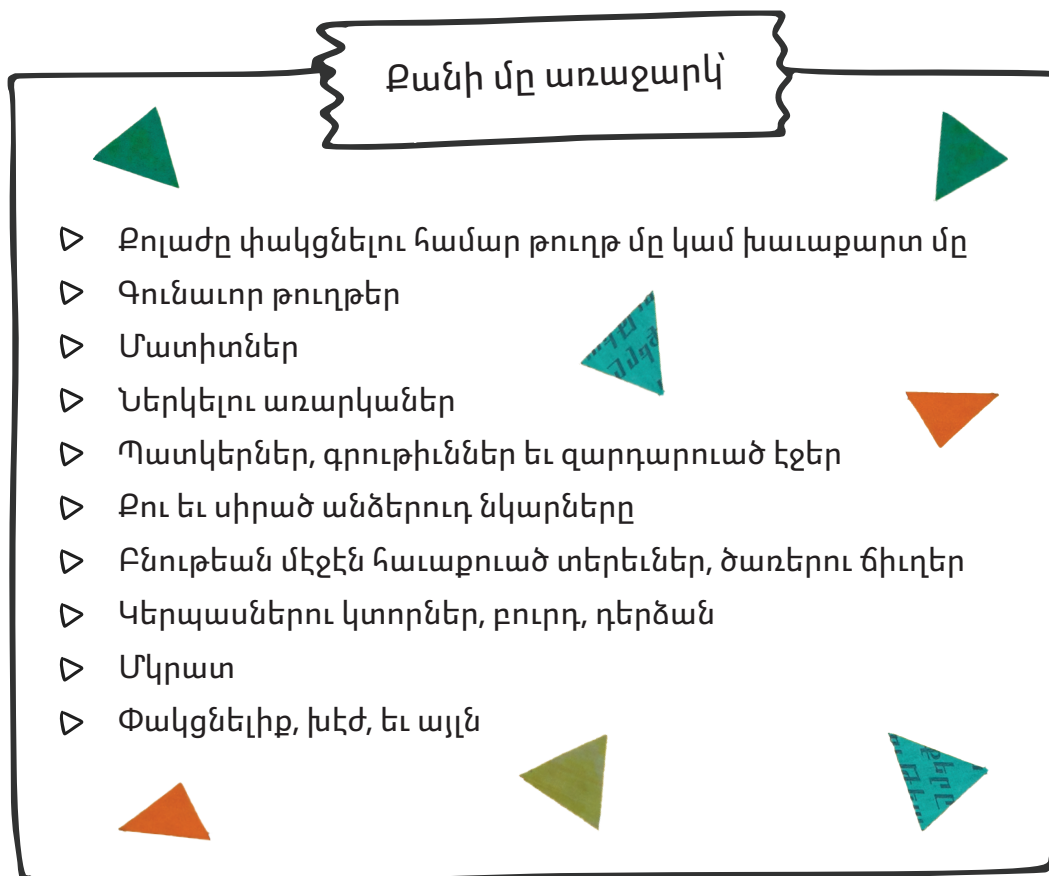 Քանի մը առաջարկ՝
Քոլաժը փակցնելու համար թուղթ մը կամ խաւաքարտ մը
Գունաւոր թուղթեր
Մատիտներ
Ներկելու առարկաներ
Պատկերներ, գրութիւններ եւ զարդարուած էջեր
Քու եւ սիրած անձերուդ նկարները
Բնութեան մէջէն հաւաքուած տերեւներ, ծառերու ճիւղեր
Կերպասներու կտորներ, բուրդ, դերձան
Մկրատ
Փակցնելիք, խէժ, եւ այլն